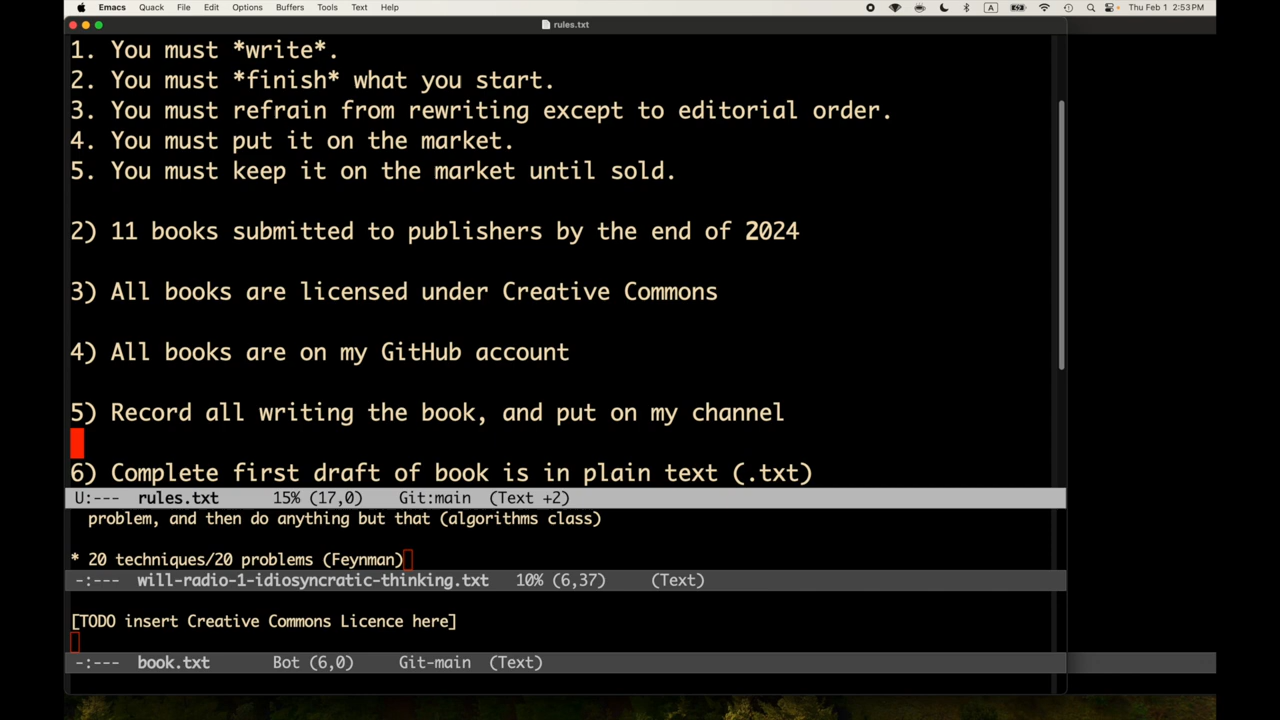 Emacs Quack File Edit Options Buffers Tools Text Help A Thu Feb 1 2:53 PM
rules.txt
1. You must *write*.
2. You must *finish* what you start.
3. You must refrain from rewriting except to editorial order.
4. You must put it on the market.
5. You must keep it on the market until sold.
2) 11 books submitted to publishers by the end of 2024
3) All books are licensed under Creative Commons
4) All books are on my GitHub account
5) Record all writing the book, and put on my channel
6) Complete first draft of book is in plain text (.txt)
U:--- rules.txt 15% (17,0) Git:main (Text +2)
problem, and then do anything but that (algorithms class)
* 20 techniques/20 problems (Feynman)
-:--- will-radio-1-idiosyncratic-thinking.txt 10% (6,37) (Text)
[TODO insert Creative Commons Licence here]
-:--- book.txt Bot (6,0) Git-main (Text)